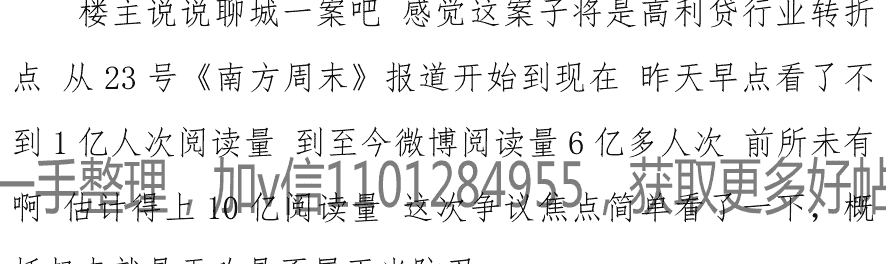 楼主说说聊城一案吧 感觉这案子将是高利贷行业转折
点 从 23 号《南方周末》报道开始到现在 昨天早点看了不
到 1 亿人次阅读量 到至今微博阅读量 6 亿多人次 前所未有
一手整理，加v信1101284955，获取更多好帖
啊 估计得上 10 亿阅读量 这次争议焦点简单看了一下，概